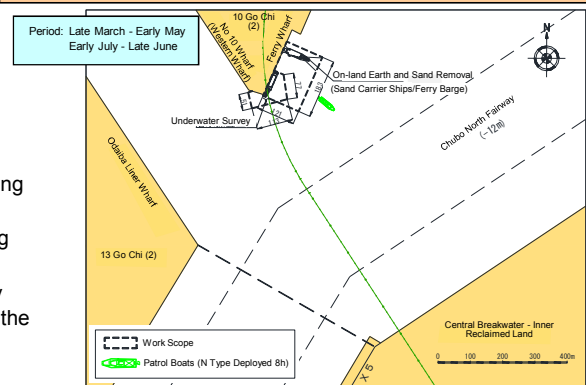 Period: Late March - Early May
Early July - Late June
10 Go Chi
(2)
No 10 Wharf
(Western Wharf)
Ferry Wharf
N
On-land Earth and Sand Removal
(Sand Carrier Ships/Ferry Barge)
183
77
Underwater Survey
Chubo North Fairway
(-12m)
Odaiba Liner Wharf
ing
g
13 Go Chi (2)
y
the
Central Breakwater - Inner
Reclaimed Land
Work Scope
Patrol Boats (N Type Deployed 8h)
0 100 200 300 400m
X 5